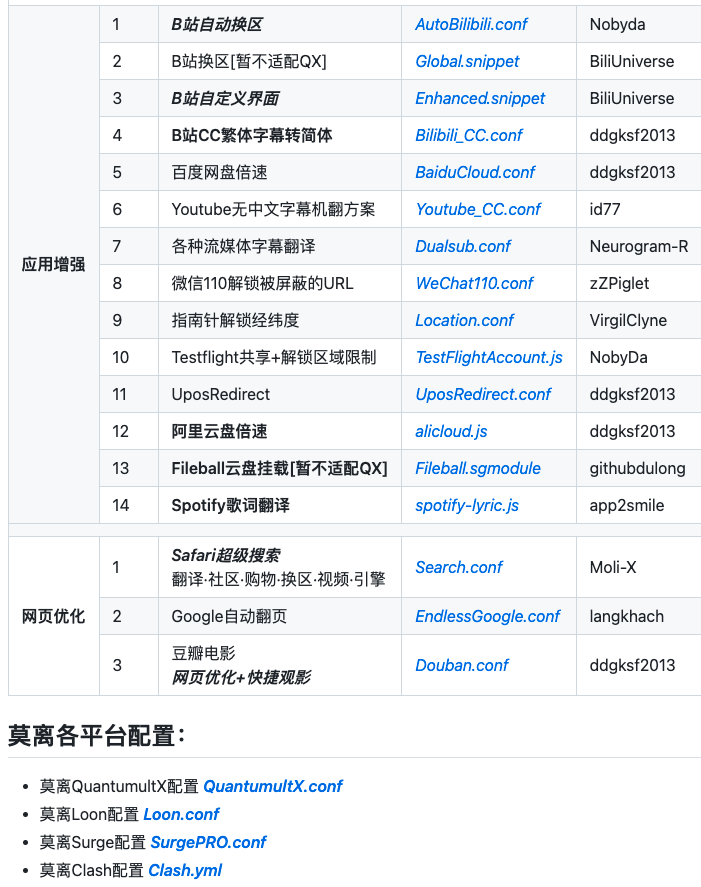 应用增强
1 B站自动换区 AutoBilibili.conf Nobyda
2 B站换区[暂不适配QX] Global.snippet BiliUniverse
3 B站自定义界面 Enhanced.snippet BiliUniverse
4 B站CC繁体字幕转简体 Bilibili_CC.conf ddgksf2013
5 百度网盘倍速 BaiduCloud.conf ddgksf2013
6 Youtube无中文字幕机翻方案 Youtube_CC.conf id77
7 各种流媒体字幕翻译 Dualsub.conf Neurogram-R
8 微信110解锁被屏蔽的URL WeChat110.conf zZPiglet
9 指南针解锁经纬度 Location.conf VirgilClyne
10 Testflight共享+解锁区域限制 TestFlightAccount.js NobyDa
11 UposRedirect UposRedirect.conf ddgksf2013
12 阿里云盘倍速 alicloud.js ddgksf2013
13 Fileball云盘挂载[暂不适配QX] Fileball.sgmodule githubdulong
14 Spotify歌词翻译 spotify-lyric.js app2smile
网页优化
1 Safari超级搜索 Search.conf Moli-X
翻译·社区·购物·换区·视频·引擎
2 Google自动翻页 EndlessGoogle.conf langkhach
3 豆瓣电影 Douban.conf ddgksf2013
网页优化+快捷观影
莫离各平台配置：
• 莫离QuantumultX配置 QuantumultX.conf
• 莫离Loon配置 Loon.conf
• 莫离Surge配置 SurgePRO.conf
• 莫离Clash配置 Clash.yml